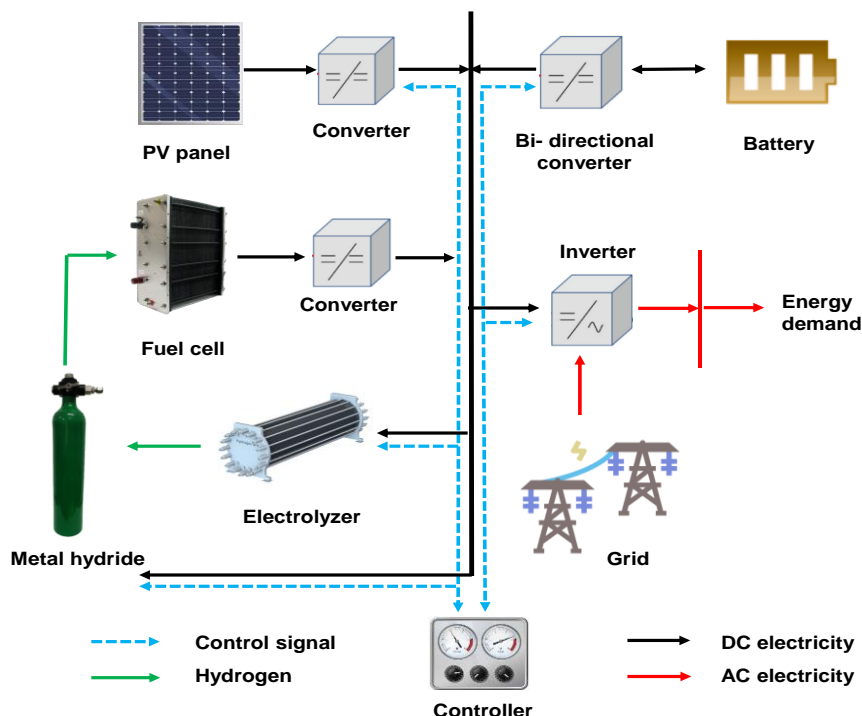 PV panel
Converter
Bi- directional
converter
Battery
Fuel cell
Converter
Inverter
Energy
demand
Metal hydride
Electrolyzer
Grid
Control signal
Hydrogen
DC electricity
AC electricity
Controller